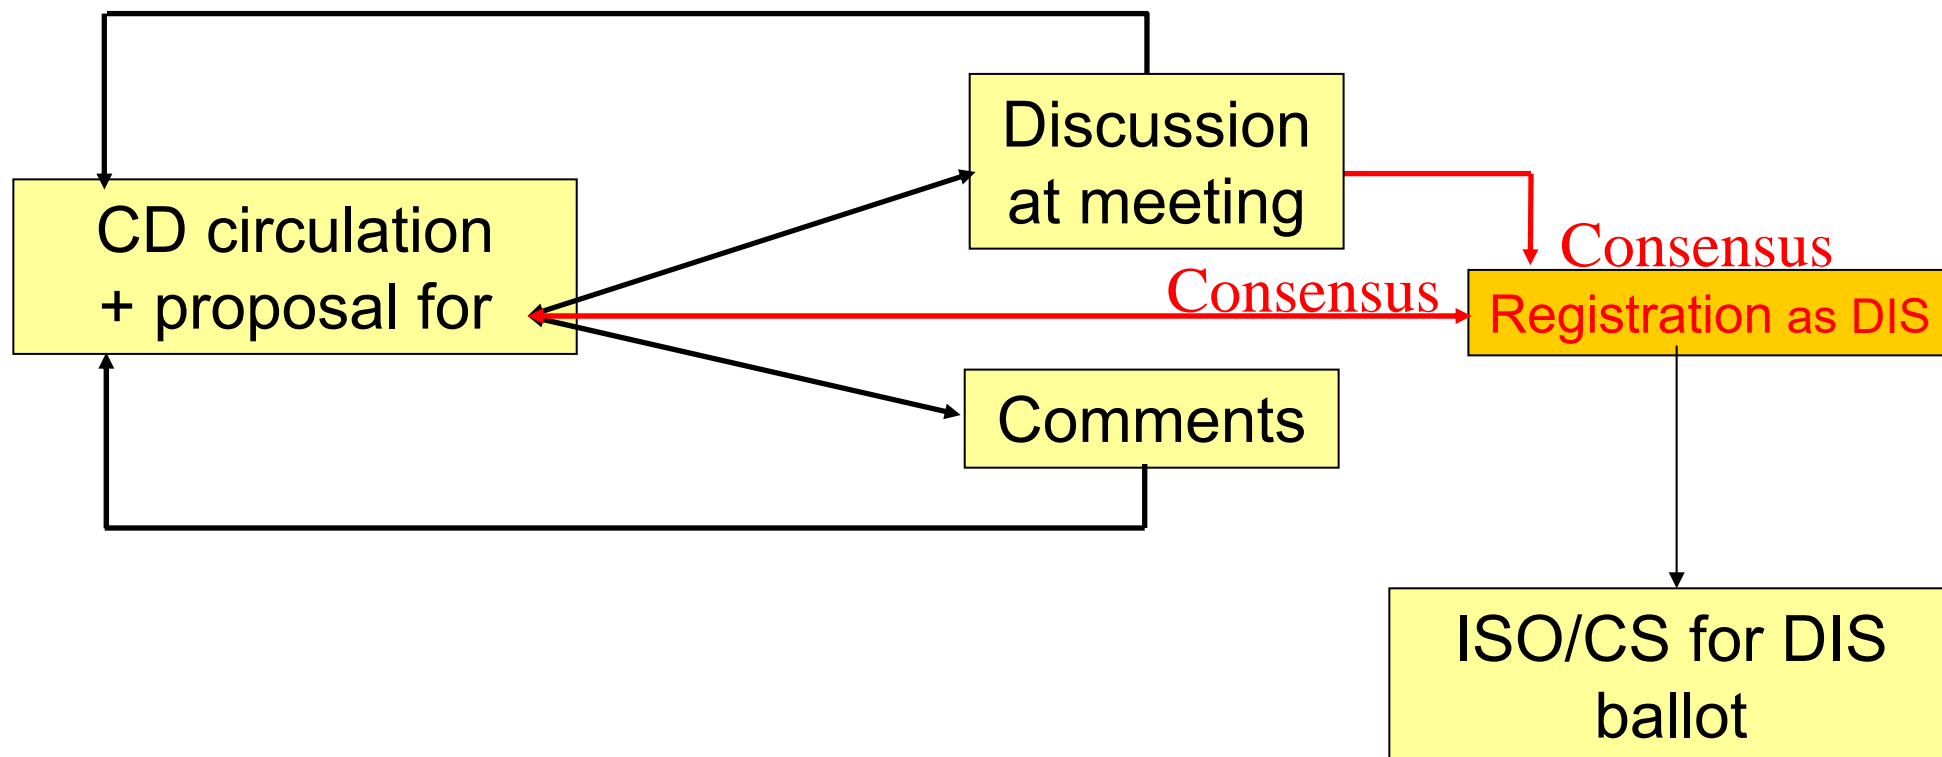 Discussion
at meeting
CD circulation
+ proposal for
Consensus
Consensus
Registration as DIS
Comments
ISO/CS for DIS
ballot